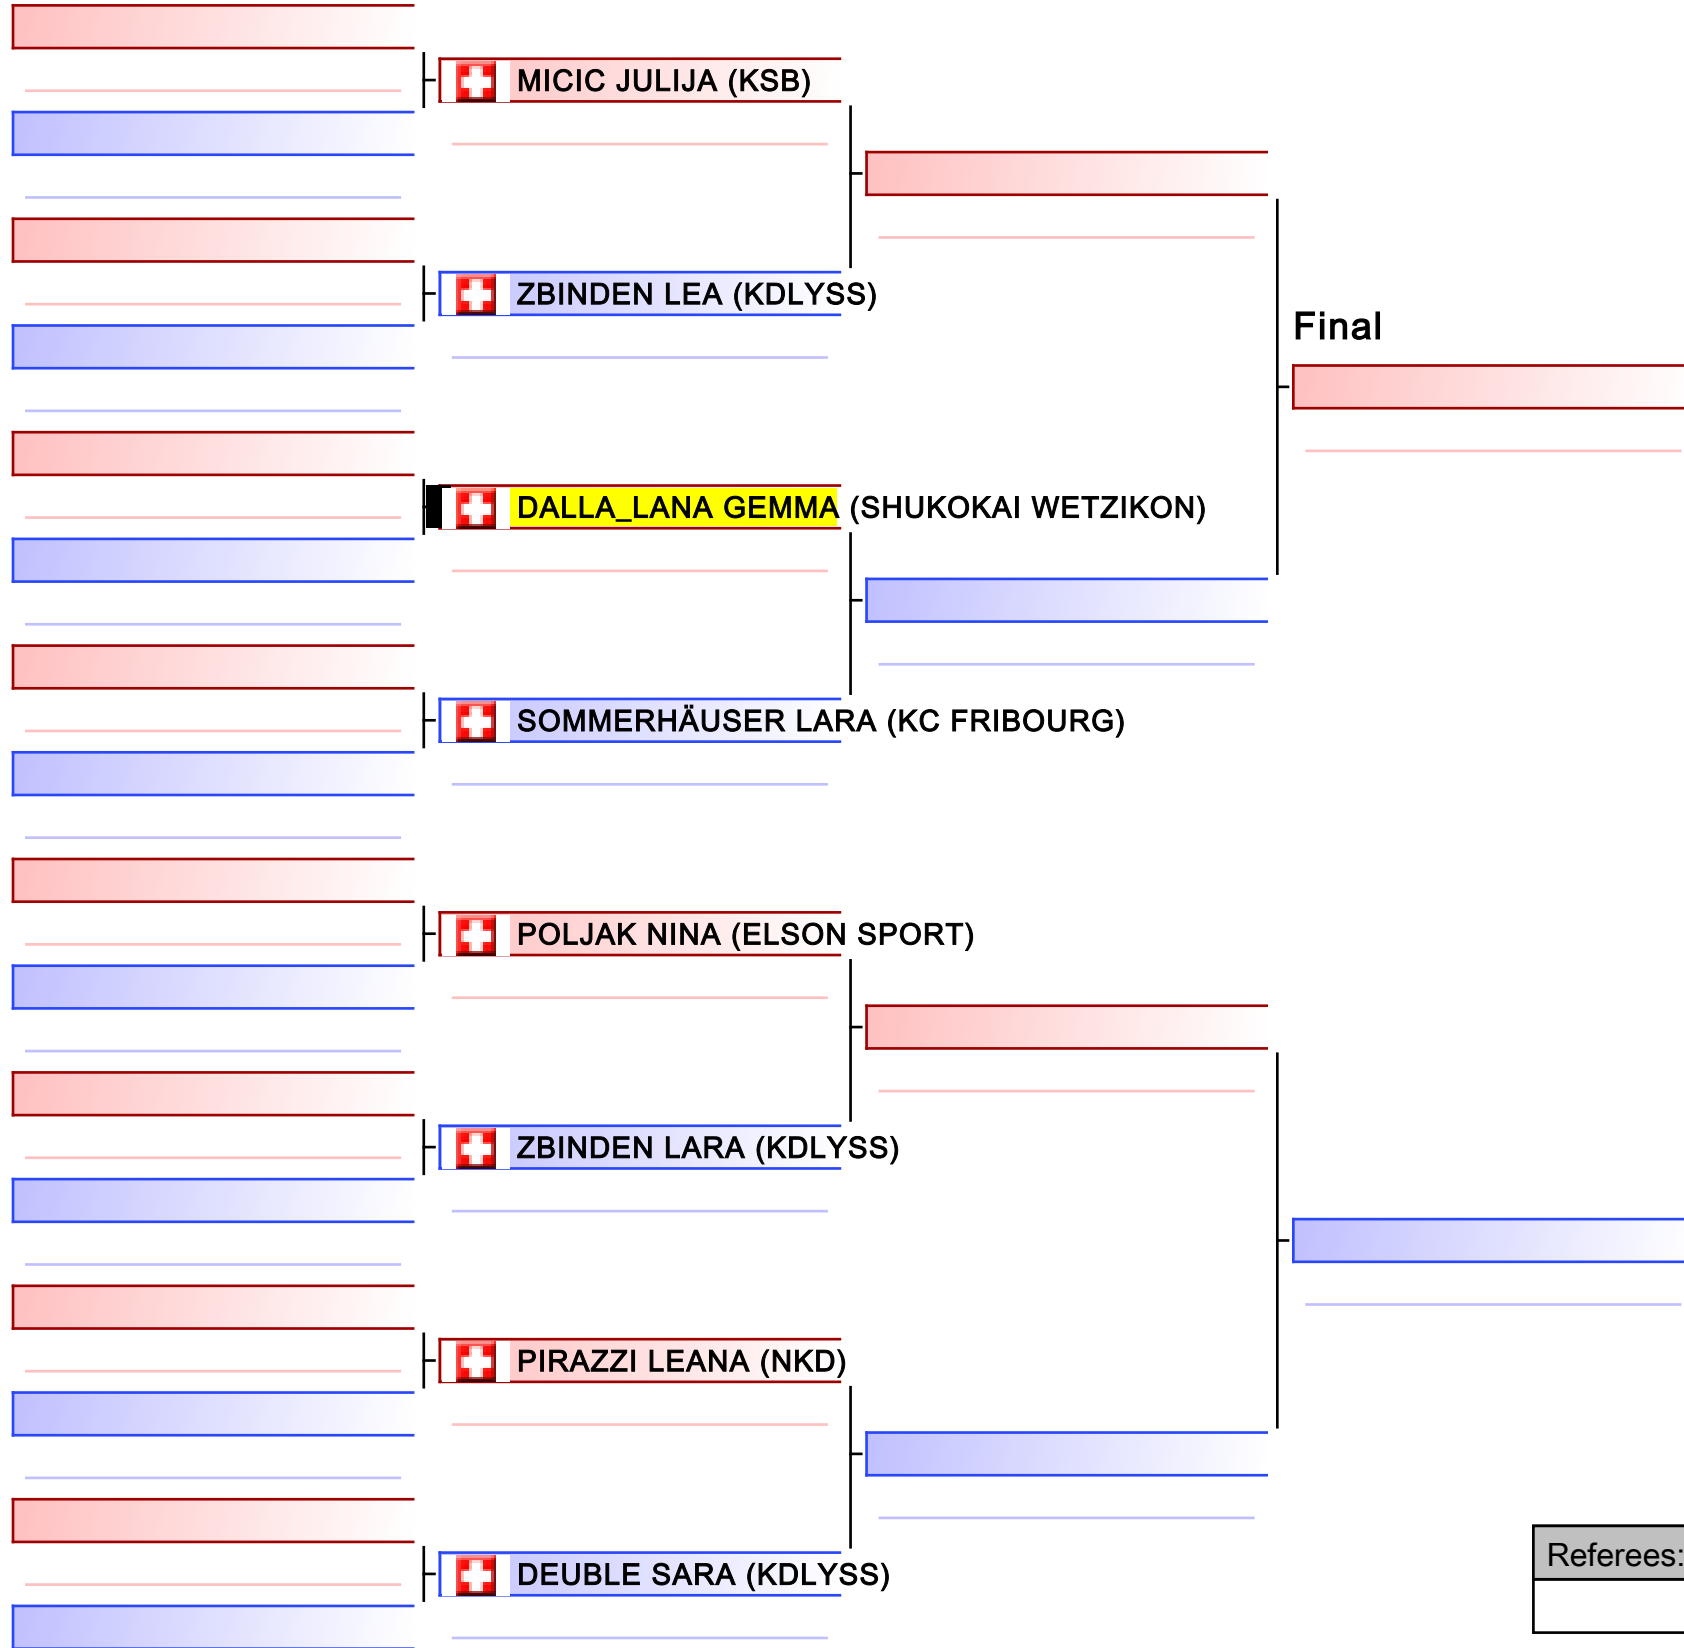 MICIC JULIJA (KSB)
ZBINDEN LEA (KDLYSS)
Final
DALLA_LANA GEMMA (SHUKOKAI WETZIKON)
SOMMERHÄUSER LARA (KC FRIBOURG)
POLJAK NINA (ELSON SPORT)
ZBINDEN LARA (KDLYSS)
PIRAZZI LEANA (NKD)
Referees:
DEUBLE SARA (KDLYSS)